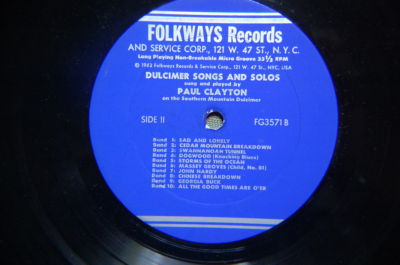 FOLKWAYS Records
AND SERVICE CORP., 121 W. 47 ST., N.Y.C.
Long Playing Non-Breakable Micro Groove 33⅓ RPM
© 1962 Folkways Records & Service Corp., 121 W. 47 St., NYC, USA
DULCIMER SONGS AND SOLOS
sung and played by
PAUL CLAYTON
on the Southern Mountain Dulcimer
SIDE II FG3571 B
Band 1: SAD AND LONELY
Band 2: CEDAR MOUNTAIN BREAKDOWN
Band 3: SWANNANOAH TUNNEL
Band 4: DOGWOOD (Knocking Blues)
Band 5: STORMS OF THE OCEAN
Band 6: MASSEY GROVES (Child, No. 81)
Band 7: JOHN HARDY
Band 8: CHINESE BREAKDOWN
Band 9: GEORGIA BUCK
Band 10: ALL THE GOOD TIMES ARE O'ER